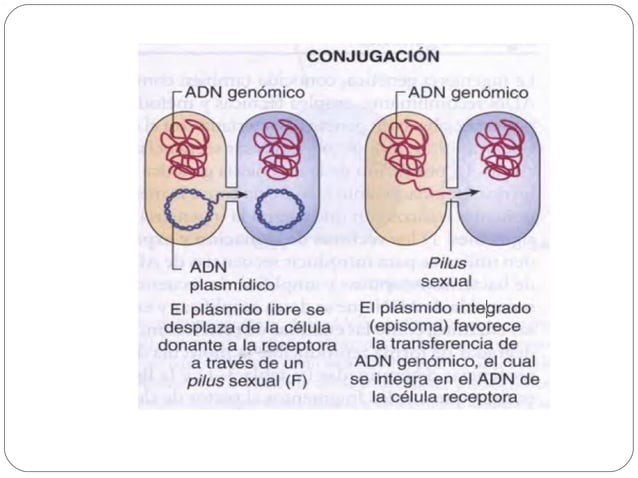 CONJUGACIÓN
ADN genómico
ADN genómico
ADN
plasmídico
Pilus
sexual
El plásmido libre se
desplaza de la célula
donante a la receptora
a través de un
pilus sexual (F)
El plásmido integrado
(episoma) favorece
la transferencia de
ADN genómico, el cual
se integra en el ADN de
la célula receptora